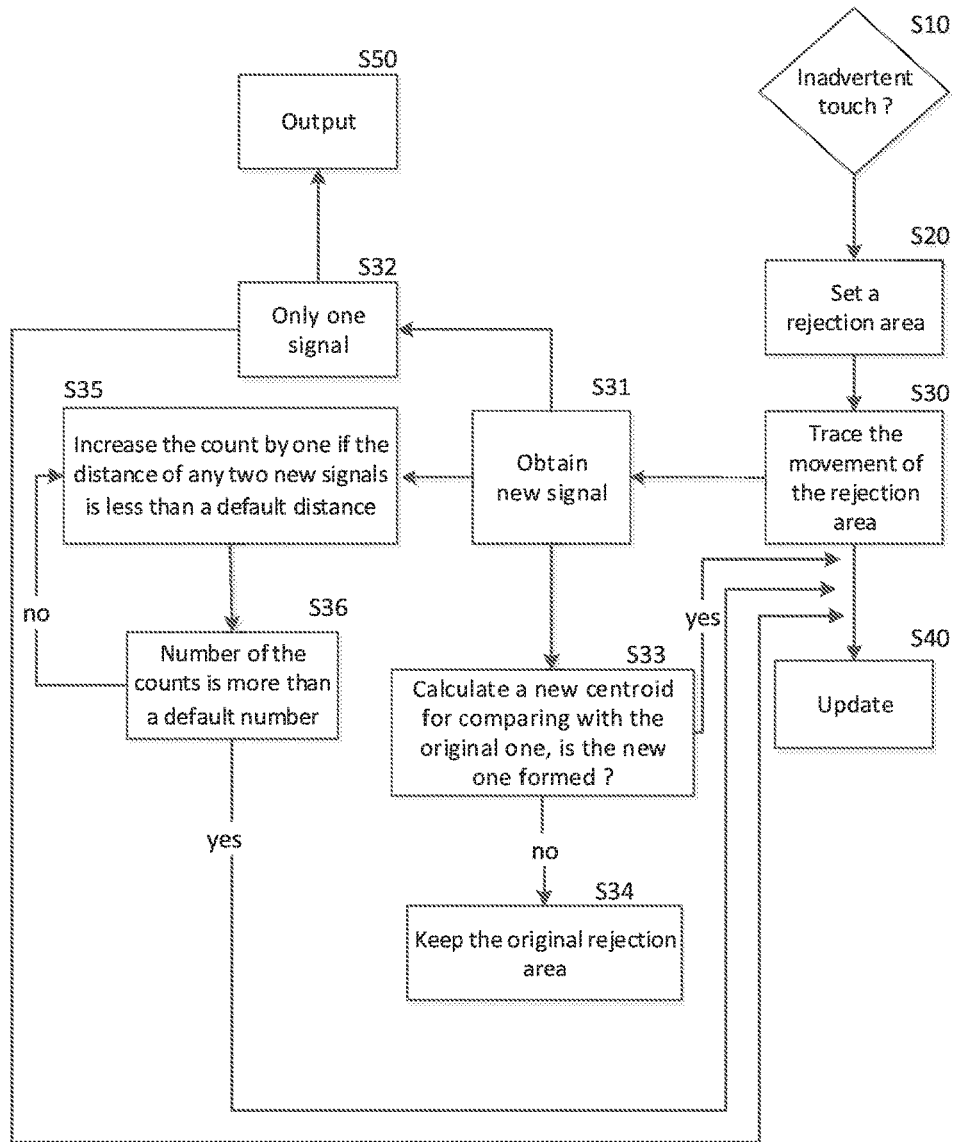 S10
Inadvertent
touch ?
S50
Output
S20
Set a
rejection area
S32
Only one
signal
S30
Trace the
movement of
the rejection
area
S31
Obtain
new signal
S35
Increase the count by one if the
distance of any two new signals
is less than a default distance
no
S36
Number of the
counts is more than
a default number
yes
S33
Calculate a new centroid
for comparing with the
original one, is the new
one formed ?
yes
S40
Update
no
S34
Keep the original rejection
area
yes